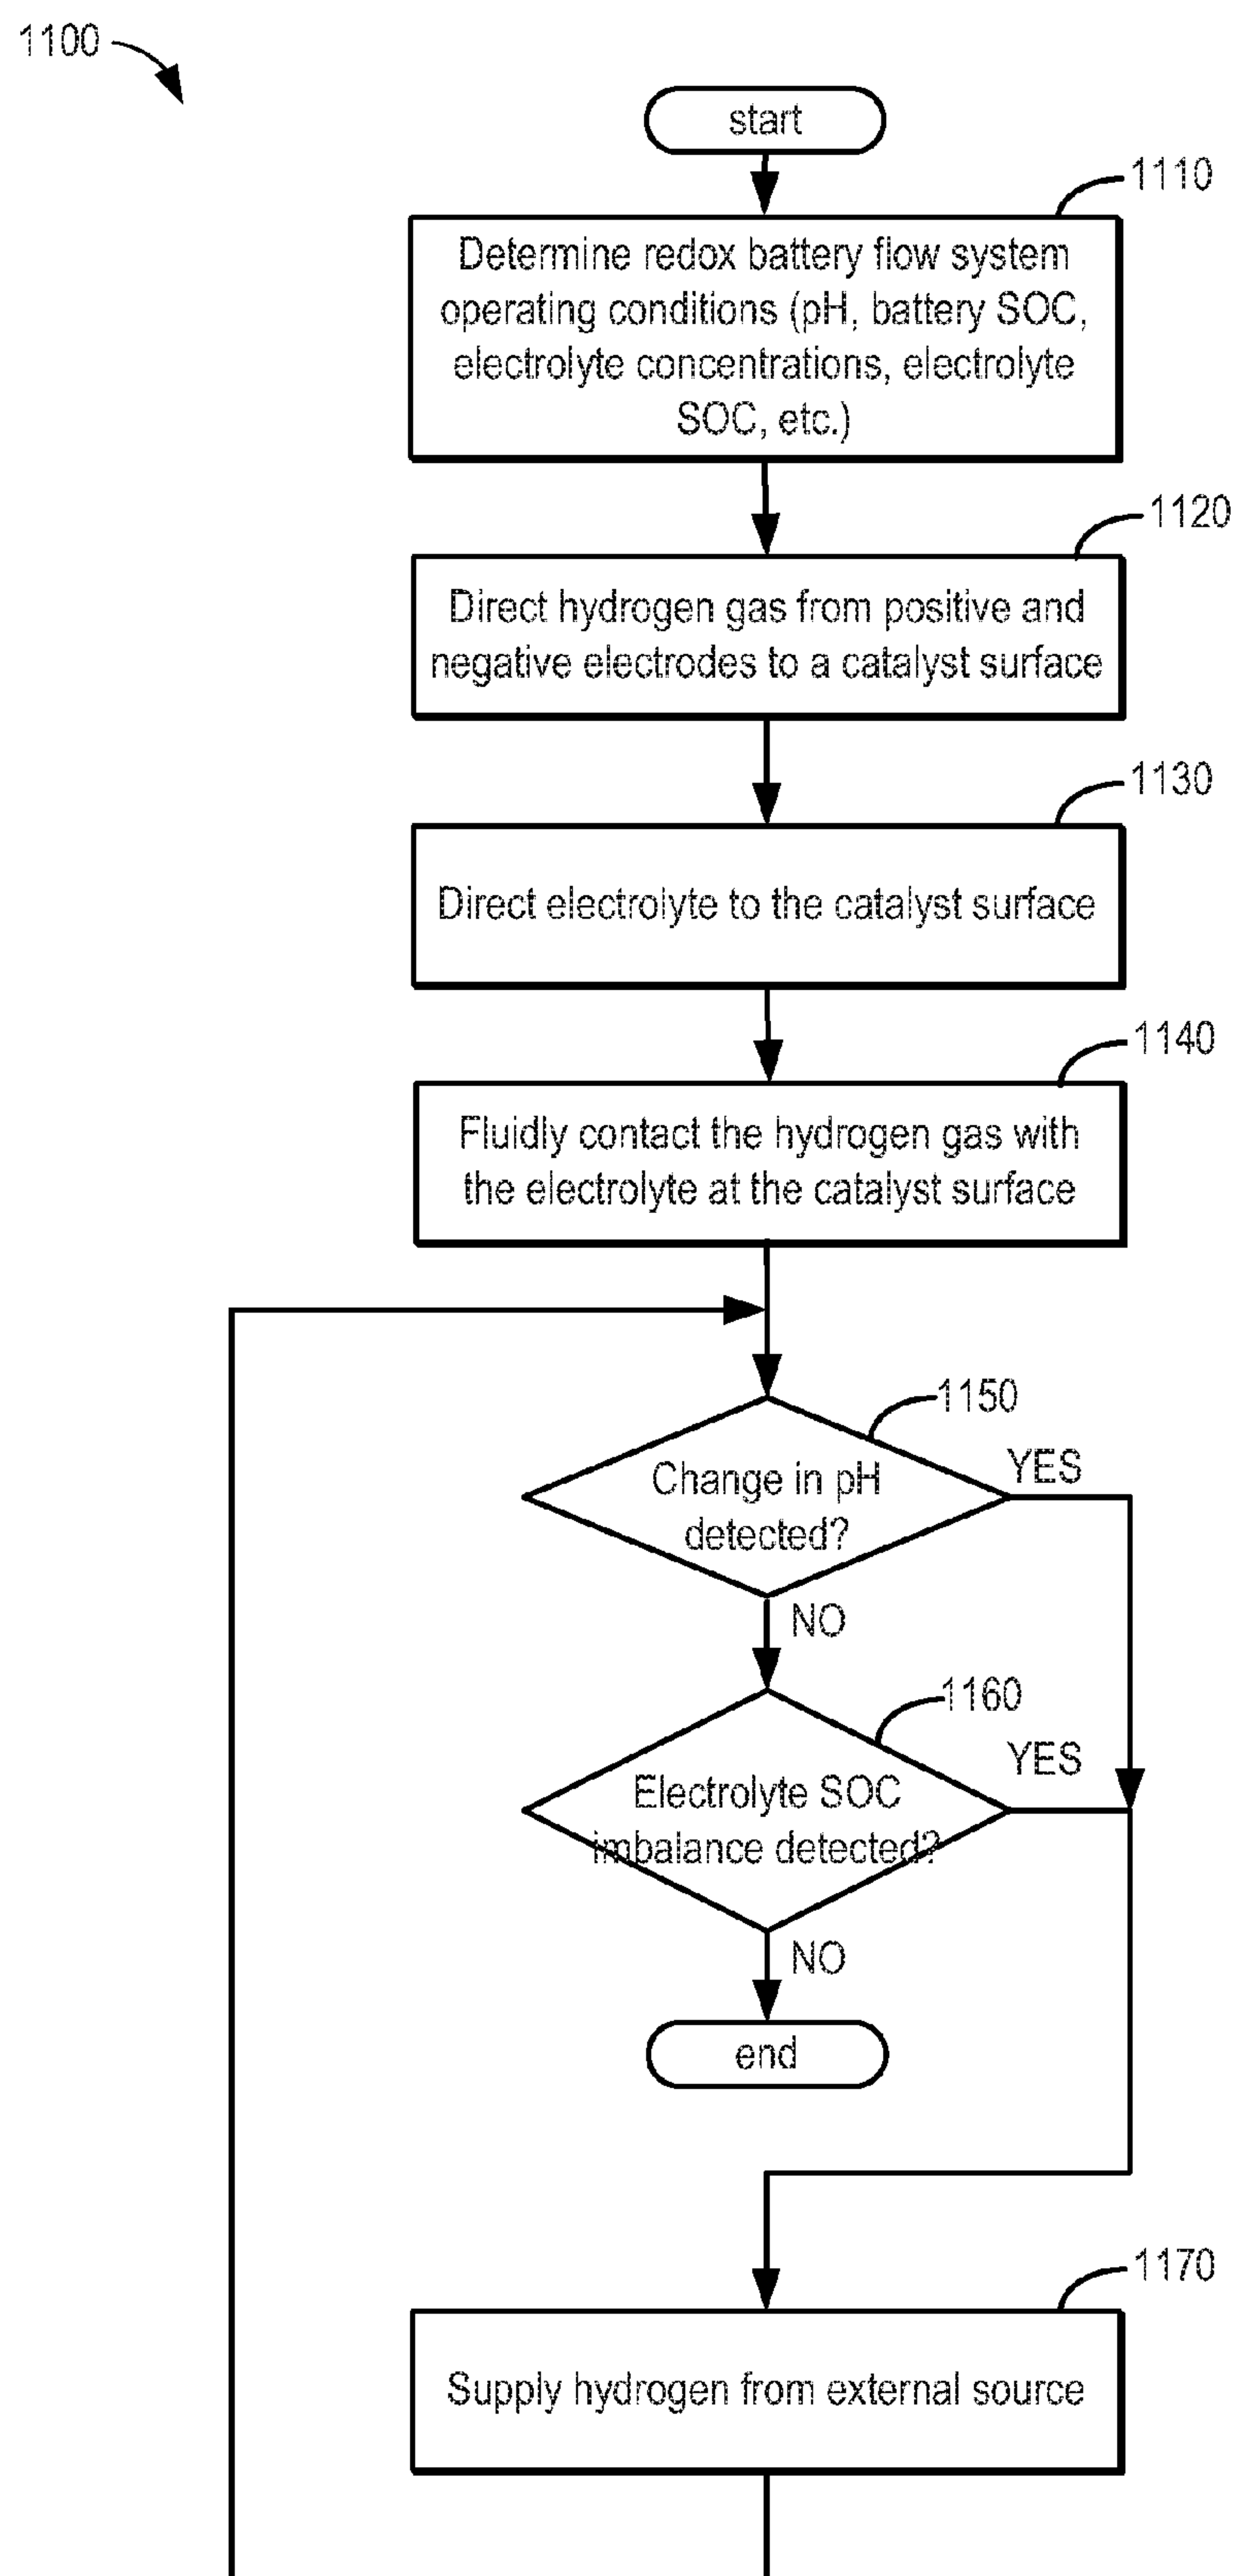 1100
start
1110
Determine redox battery flow system
operating conditions (pH, battery SOC,
electrolyte concentrations, electrolyte
SOC, etc.)
1120
Direct hydrogen gas from positive and
negative electrodes to a catalyst surface
1130
Direct electrolyte to the catalyst surface
1140
Fluidly contact the hydrogen gas with
the electrolyte at the catalyst surface
1150
YES
Change in pH
detected?
NO
1160
YES
Electrolyte SOC
imbalance detected?
NO
end
1170
Supply hydrogen from external source